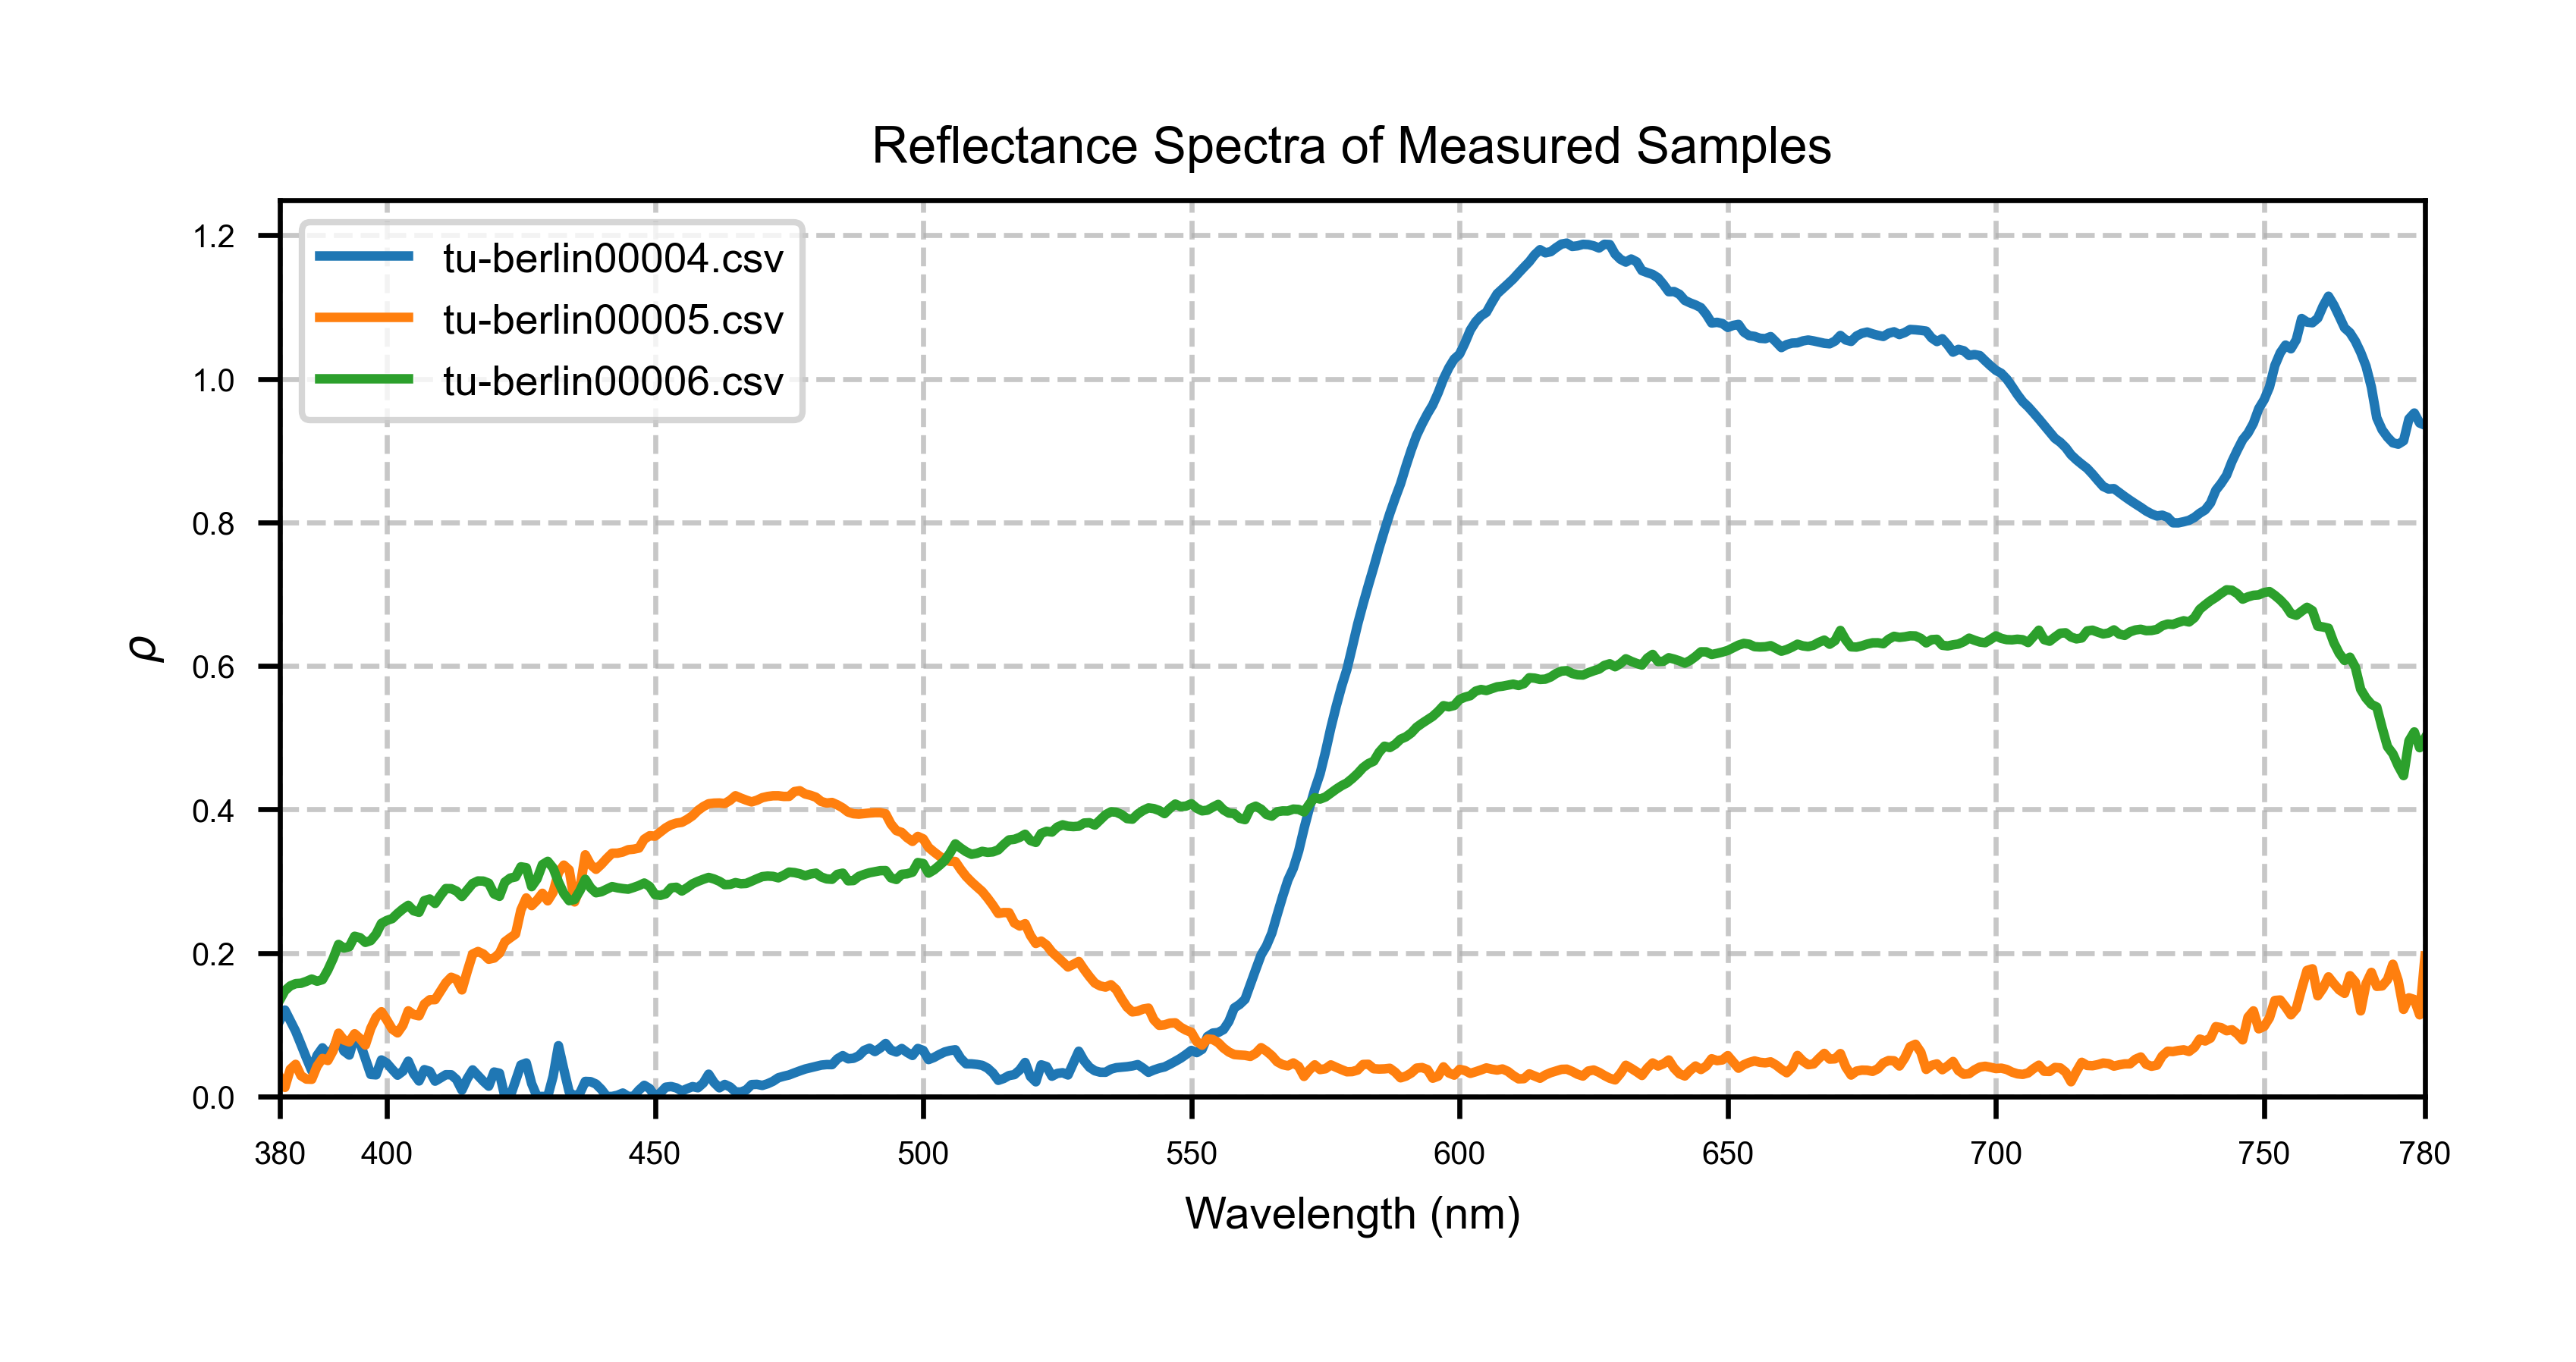 Reflectance Spectra of Measured Samples
tu-berlin00004.csv
tu-berlin00005.csv
tu-berlin00006.csv
1.2
1.0
0.8
0.6
0.4
0.2
0.0
ρ
380 400 450 500 550 600 650 700 750 780
Wavelength (nm)